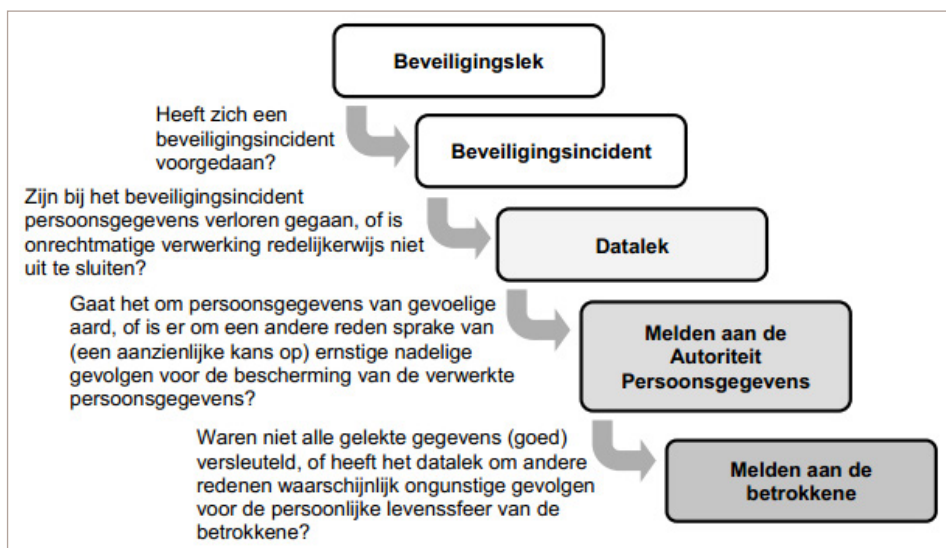 Beveiligingslek
Heeft zich een
beveiligingsincident
voorgedaan?
Beveiligingsincident
Zijn bij het beveiligingsincident
persoonsgegevens verloren gegaan, of is
onrechtmatige verwerking redelijkerwijs niet
uit te sluiten?
Datalek
Gaat het om persoonsgegevens van gevoelige
aard, of is er om een andere reden sprake van
(een aanzienlijke kans op) ernstige nadelige
gevolgen voor de bescherming van de verwerkte
persoonsgegevens?
Melden aan de
Autoriteit
Persoonsgegevens
Waren niet alle gelekte gegevens (goed)
versleuteld, of heeft het datalek om andere
redenen waarschijnlijk ongunstige gevolgen
voor de persoonlijke levenssfeer van de
betrokkene?
Melden aan de
betrokkene